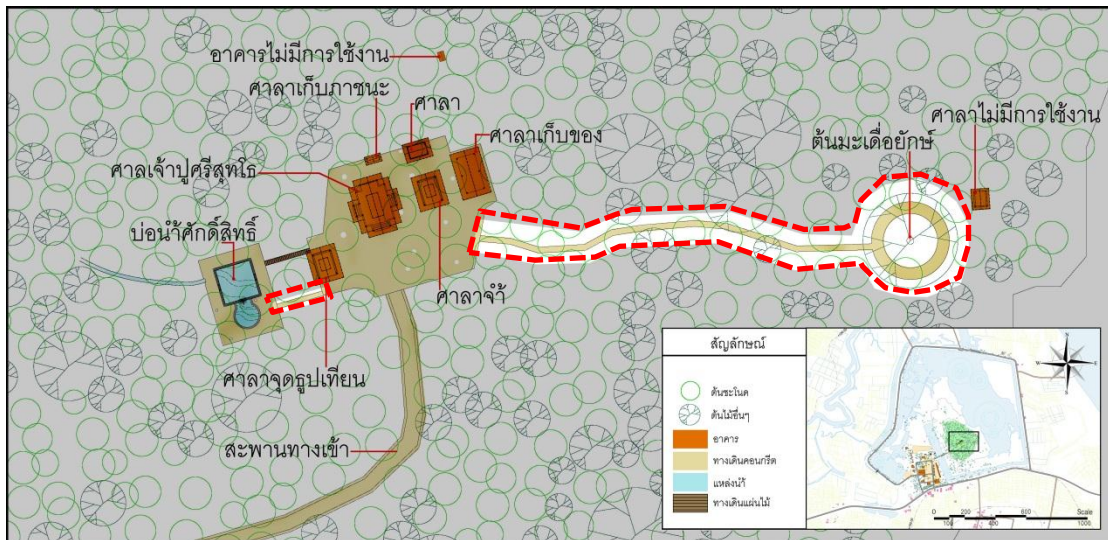 อาคารไม่มีการใช้งาน
ศาลาเก็บภาชนะ
ศาลา
ศาลาเก็บของ
ศาลาไม่มีการใช้งาน
ต้นมะเดื่อยักษ์
ศาลเจ้าปู่ศรีสุทโธ
บ่อน้ำศักดิ์สิทธิ์
ศาลาจ้ำ
ศาลาจุดธูปเทียน
สะพานทางเข้า
สัญลักษณ์
ต้นชะโนด
ต้นไม้อื่นๆ
อาคาร
ทางเดินคอนกรีต
แหล่งน้ำ
ทางเดินแผ่นไม้
N
W
E
S
0 200 600 Scale
100 400 1000